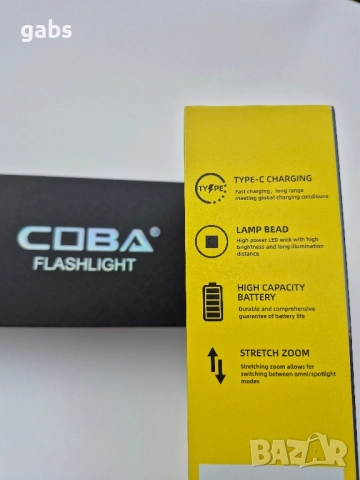 gabs
COBA®
FLASHLIGHT
TYPE
TYPE-C CHARGING
Fast charging, long range
meeting global charging conditions
LAMP BEAD
High power LED wick with high
brightness and long illumination
distance
HIGH CAPACITY
BATTERY
Durable and comprehensive
guarantee of battery life
STRETCH ZOOM
Stretching zoom allows for
switching between omni/spotlight
modes
BAZAR